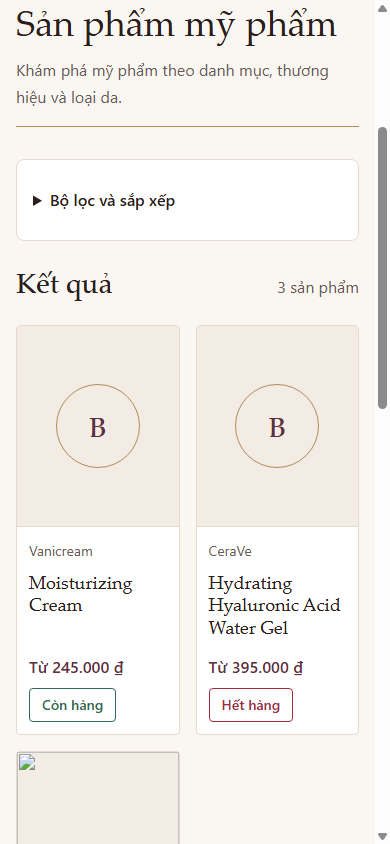 Sản phẩm mỹ phẩm
Khám phá mỹ phẩm theo danh mục, thương
hiệu và loại da.
Bộ lọc và sắp xếp
Kết quả
3 sản phẩm
B
Vanicream
Moisturizing
Cream
Từ 245.000 ₫
Còn hàng
B
CeraVe
Hydrating
Hyaluronic Acid
Water Gel
Từ 395.000 ₫
Hết hàng